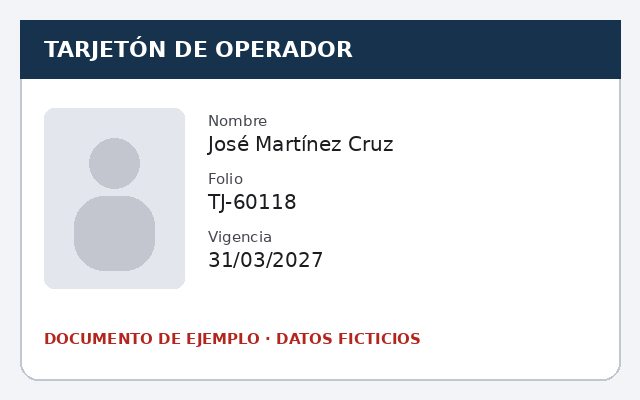 TARJETÓN DE OPERADOR
Nombre
José Martínez Cruz
Folio
TJ-60118
Vigencia
31/03/2027
DOCUMENTO DE EJEMPLO · DATOS FICTICIOS